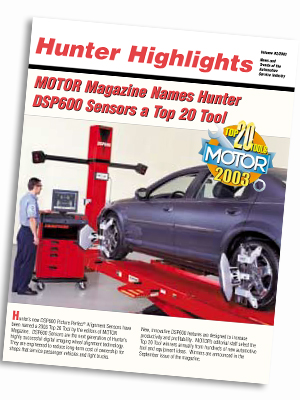 Hunter Highlights
News and
Trends of the
Automotive
Service Industry
MOTOR Magazine Names Hunter
DSP600 Sensors a Top 20 Tool
TOP 20 TOOLS
MOTOR
2003
Hunter's new DSP600 Picture Perfect® Alignment Sensors have
been named a 2003 Top 20 Tool by the editors of MOTOR
Magazine. DSP600 Sensors are the next generation of Hunter's
highly successful digital imaging wheel alignment technology.
They are engineered to reduce long-term cost of ownership for
shops that service passenger vehicles and light trucks.
New, innovative DSP600 features are designed to increase
productivity and profitability. MOTOR's editorial staff select the
Top 20 Tool winners annually from hundreds of new automotive
tool and equipment ideas. Winners are announced in the
September issue of the magazine.